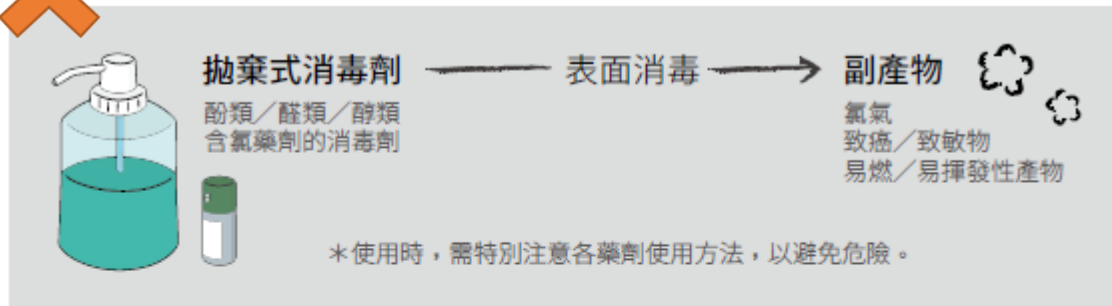 拋棄式消毒劑
酚類／醛類／醇類
含氯藥劑的消毒劑
表面消毒
副產物
氯氣
致癌／致敏物
易燃／易揮發性產物
＊使用時，需特別注意各藥劑使用方法，以避免危險。